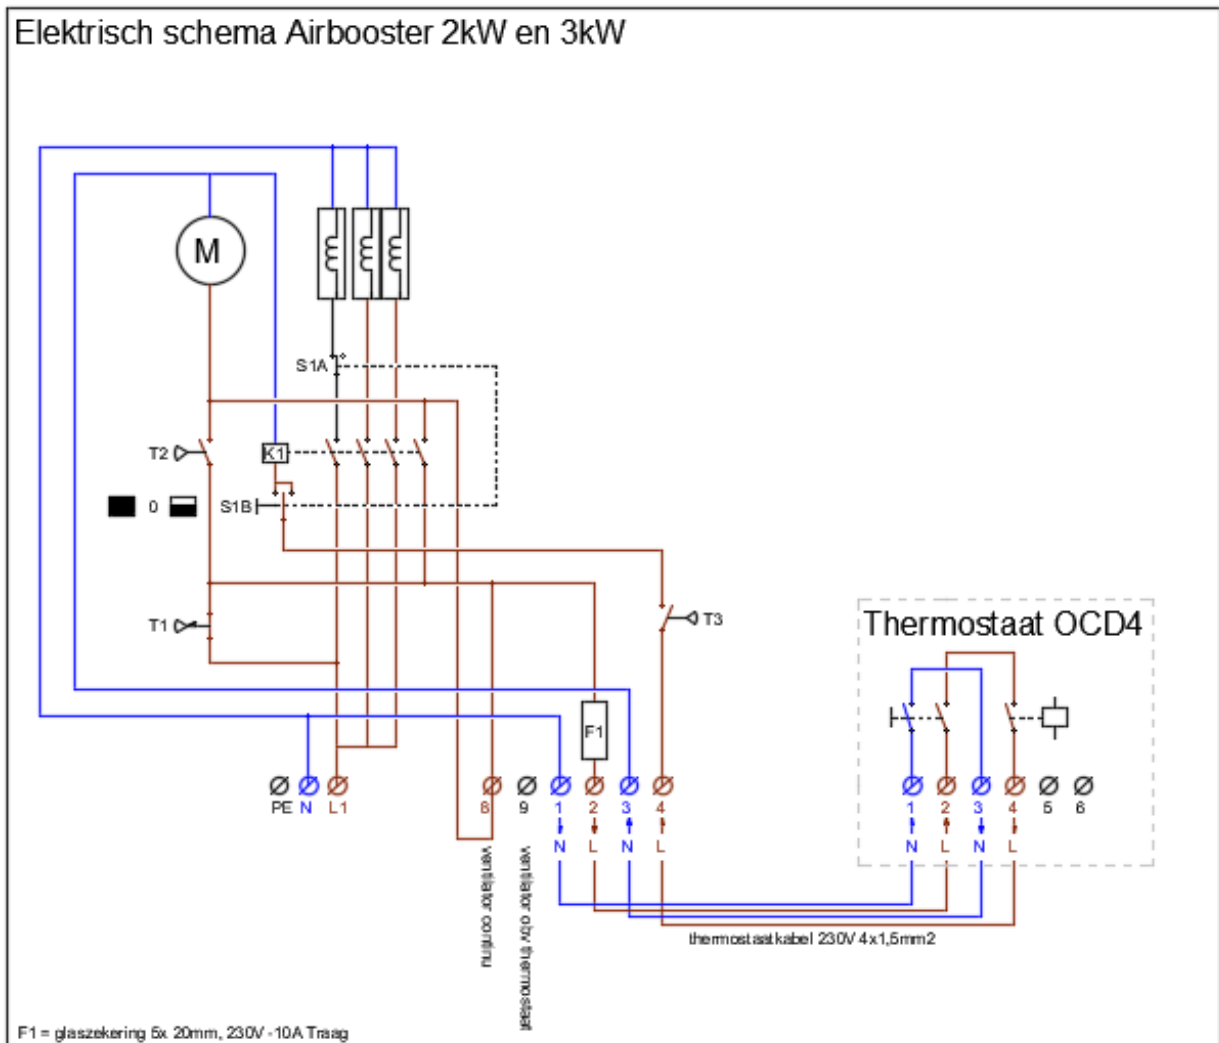 Elektrisch schema Airbooster 2kW en 3kW
M
S1A
T2
K1
0
S1B
T1
T3
Thermostaat OCD4
F1
PE N L1 8 9 1 2 3 4
N L N L
1 2 3 4 5 6
N L N L
ventilator continu
ventilator obv thermostaat
thermostaatkabel 230V 4x1,5mm2
F1 = glaszekering 5x 20mm, 230V -10A Traag